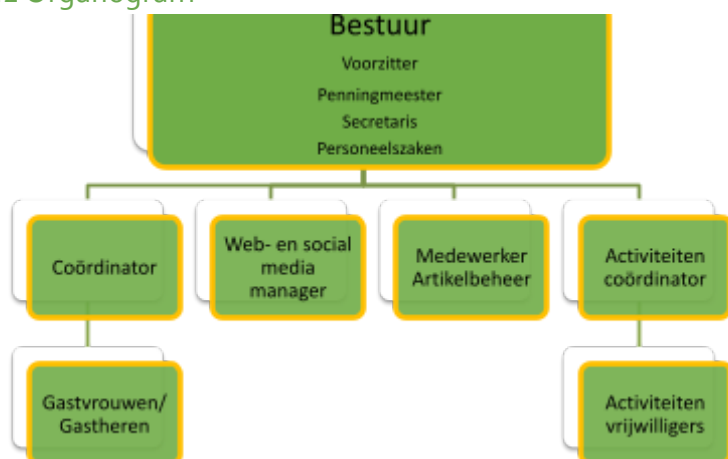 Organogram
Bestuur
Voorzitter
Penningmeester
Secretaris
Personeelszaken
Coördinator
Web- en social
media
manager
Medewerker
Artikelbeheer
Activiteiten
coördinator
Gastvrouwen/
Gastheren
Activiteiten
vrijwilligers